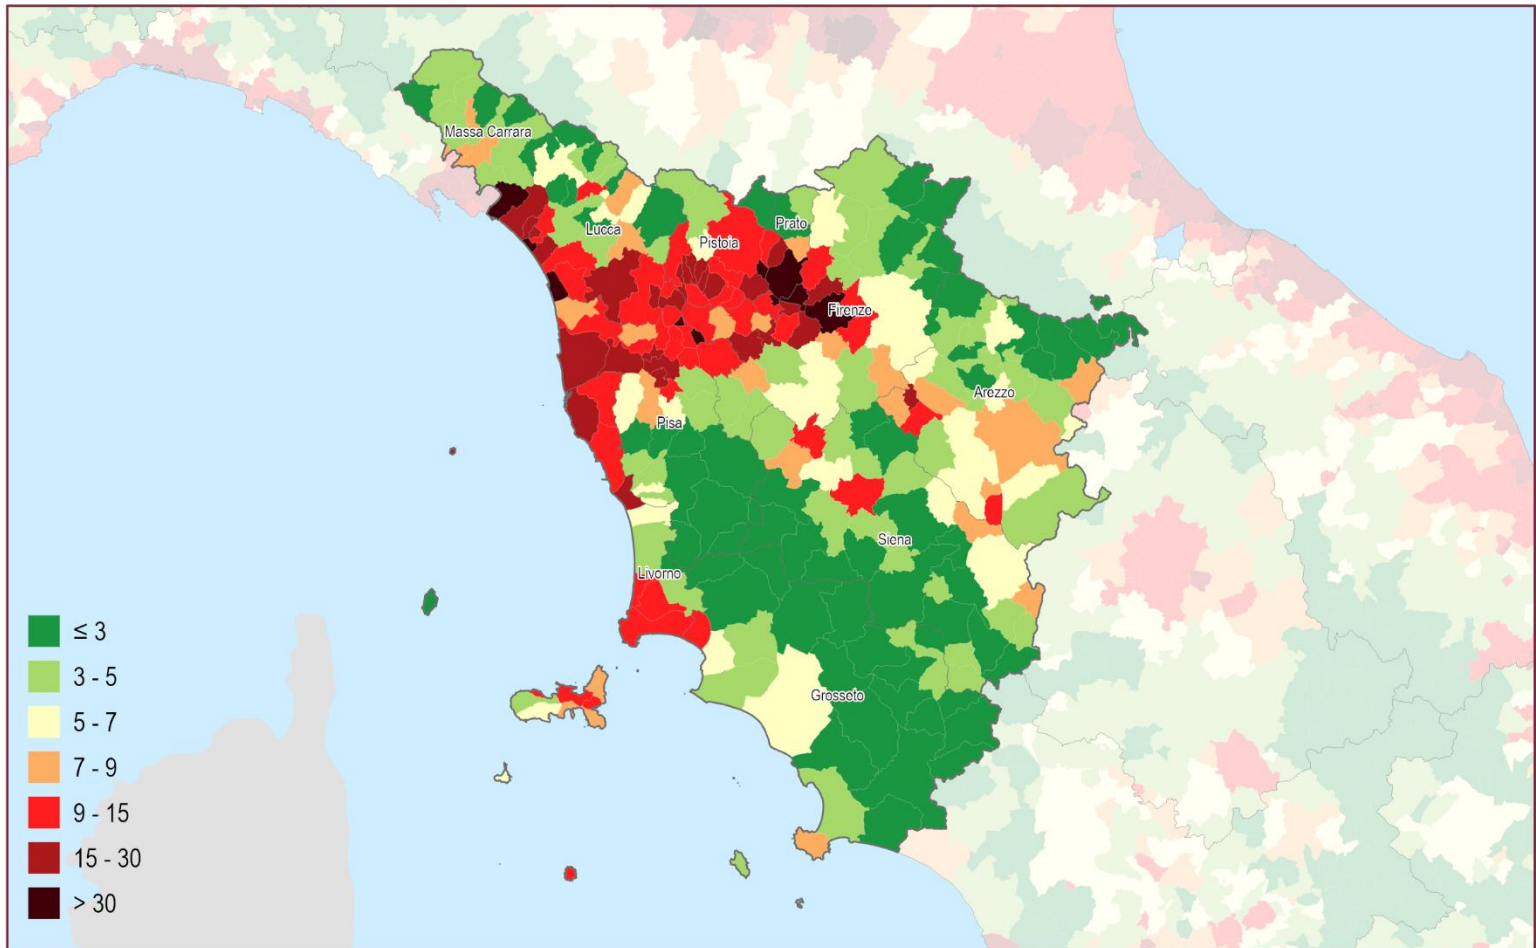 Massa Carrara
Prato
Lucca
Pistoia
Firenze
Arezzo
Pisa
Siena
Livorno
Grosseto
≤ 3
3 - 5
5 - 7
7 - 9
9 - 15
15 - 30
> 30